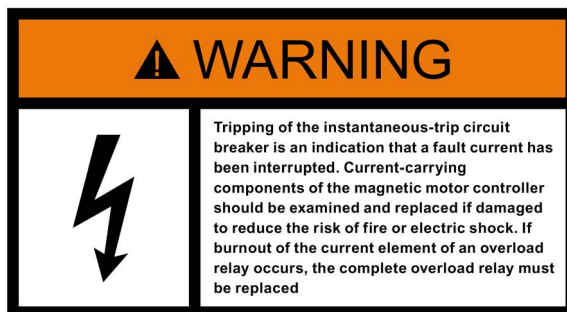 WARNING
Tripping of the instantaneous-trip circuit
breaker is an indication that a fault current has
been interrupted. Current-carrying
components of the magnetic motor controller
should be examined and replaced if damaged
to reduce the risk of fire or electric shock. If
burnout of the current element of an overload
relay occurs, the complete overload relay must
be replaced